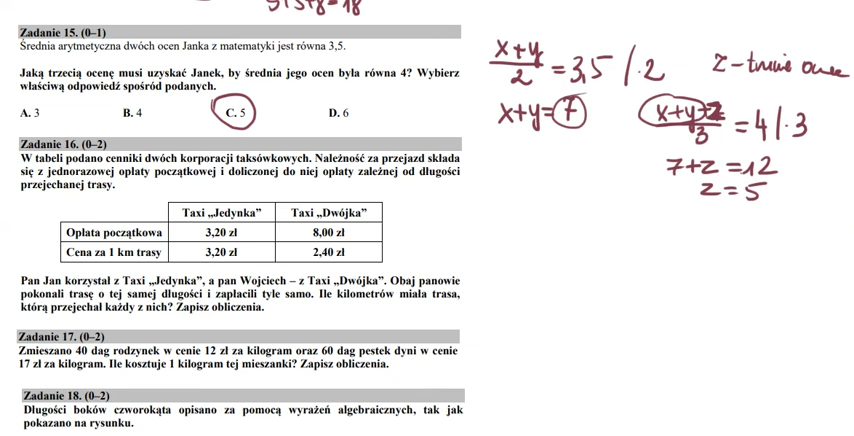 9+5+8=18
Zadanie 15. (0–1)
Średnia arytmetyczna dwóch ocen Janka z matematyki jest równa 3,5.
Jaką trzecią ocenę musi uzyskać Janek, by średnia jego ocen była równa 4? Wybierz
właściwą odpowiedź spośród podanych.
A. 3 B. 4 C. 5 D. 6
Zadanie 16. (0–2)
W tabeli podano cenniki dwóch korporacji taksówkowych. Należność za przejazd składa
się z jednorazowej opłaty początkowej i doliczonej do niej opłaty zależnej od długości
przejechanej trasy.
Taxi „Jedynka” Taxi „Dwójka”
Opłata początkowa 3,20 zł 8,00 zł
Cena za 1 km trasy 3,20 zł 2,40 zł
Pan Jan korzystał z Taxi „Jedynka”, a pan Wojciech – z Taxi „Dwójka”. Obaj panowie
pokonali trasę o tej samej długości i zapłacili tyle samo. Ile kilometrów miała trasa,
którą przejechał każdy z nich? Zapisz obliczenia.
Zadanie 17. (0–2)
Zmieszano 40 dag rodzynek w cenie 12 zł za kilogram oraz 60 dag pestek dyni w cenie
17 zł za kilogram. Ile kosztuje 1 kilogram tej mieszanki? Zapisz obliczenia.
Zadanie 18. (0–2)
Długości boków czworokąta opisano za pomocą wyrażeń algebraicznych, tak jak
pokazano na rysunku.
x+y/2 = 3,5 /·2
x+y=7
z-
x+y+z/3 = 4 /·3
7+z=12
z=5